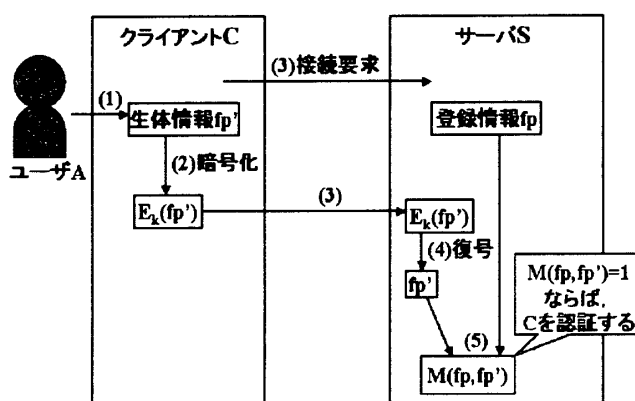 クライアントC
サーバS
(3)接続要求
(1)
生体情報fp'
登録情報fp
ユーザA
(2)暗号化
E_k(fp')
(3)
E_k(fp')
(4)復号
fp'
M(fp,fp')=1
ならば,
Cを認証する
(5)
M(fp,fp')